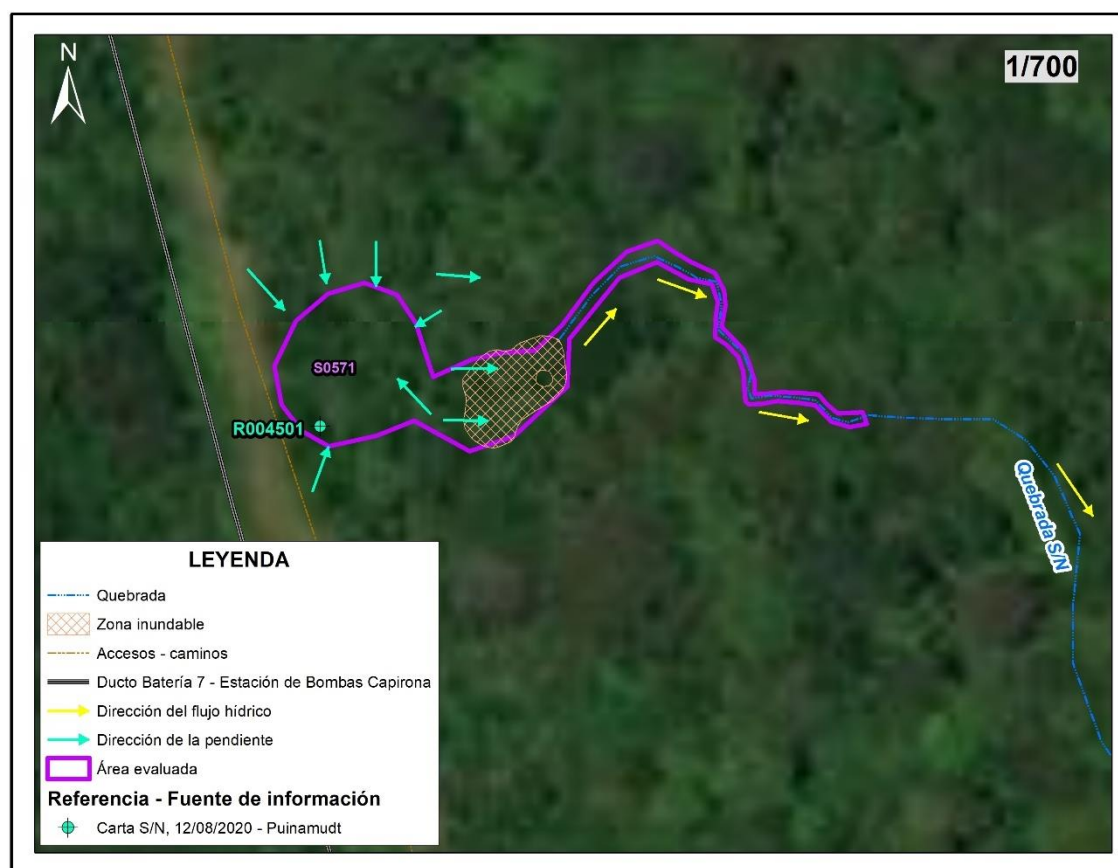 N
1/700
S0571
R004501
Quebrada S/N
LEYENDA
Quebrada
Zona inundable
Accesos - caminos
Ducto Batería 7 - Estación de Bombas Capirona
Dirección del flujo hídrico
Dirección de la pendiente
Área evaluada
Referencia - Fuente de información
Carta S/N, 12/08/2020 - Puinamudt